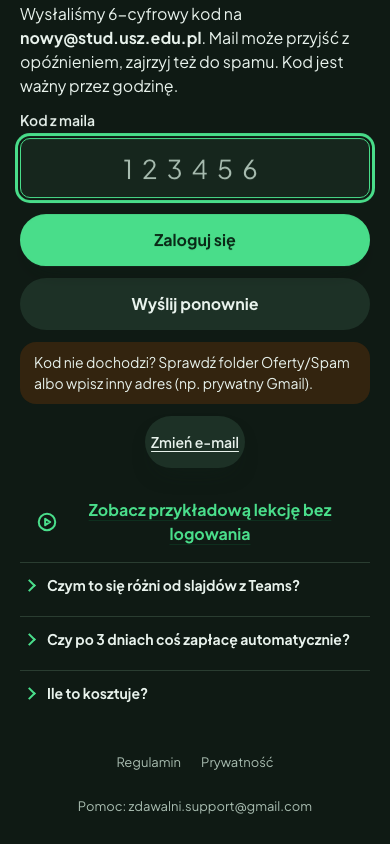 Wysłaliśmy 6-cyfrowy kod na
nowy@stud.usz.edu.pl. Mail może przyjść z
opóźnieniem, zajrzyj też do spamu. Kod jest
ważny przez godzinę.
Kod z maila
123456
Zaloguj się
Wyślij ponownie
Kod nie dochodzi? Sprawdź folder Oferty/Spam
albo wpisz inny adres (np. prywatny Gmail).
Zmień e-mail
Zobacz przykładową lekcję bez
logowania
Czym to się różni od slajdów z Teams?
Czy po 3 dniach coś zapłacę automatycznie?
Ile to kosztuje?
Regulamin Prywatność
Pomoc: zdawalni.support@gmail.com